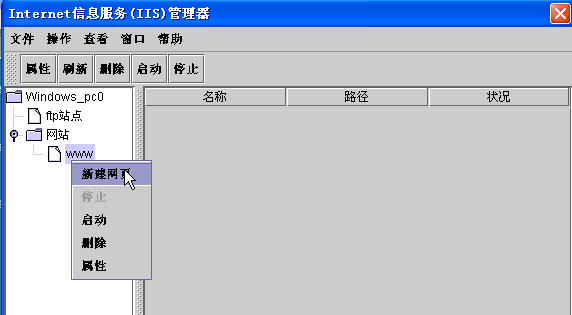 Internet信息服务(IIS)管理器
文件 操作 查看 窗口 帮助
属性 刷新 删除 启动 停止
Windows_pc0
ftp站点
网站
www
名称 路径 状况
新建网页
停止
启动
删除
属性